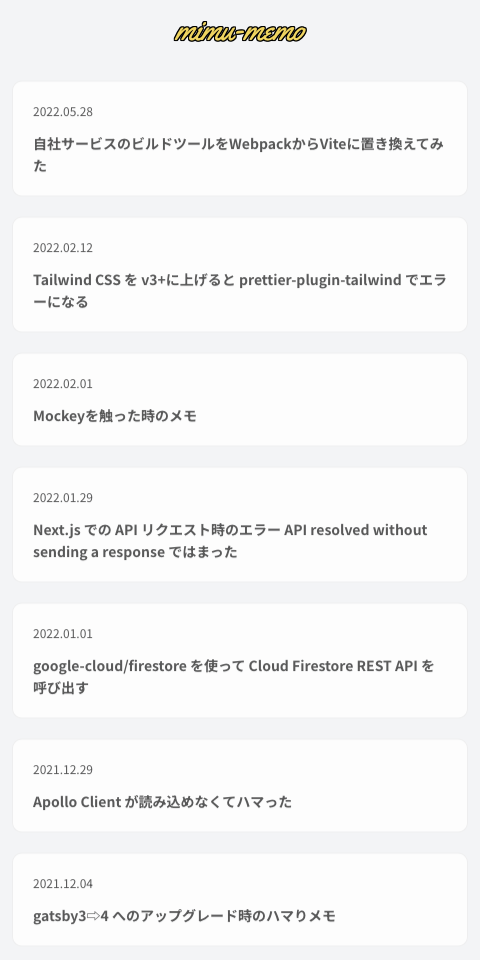 mimu-memo
2022.05.28
自社サービスのビルドツールをWebpackからViteに置き換えてみ
た
2022.02.12
Tailwind CSS を v3+に上げると prettier-plugin-tailwind でエラ
ーになる
2022.02.01
Mockeyを触った時のメモ
2022.01.29
Next.js での API リクエスト時のエラー API resolved without
sending a response ではまった
2022.01.01
google-cloud/firestore を使って Cloud Firestore REST API を
呼び出す
2021.12.29
Apollo Client が読み込めなくてハマった
2021.12.04
gatsby3⇨4 へのアップグレード時のハマりメモ